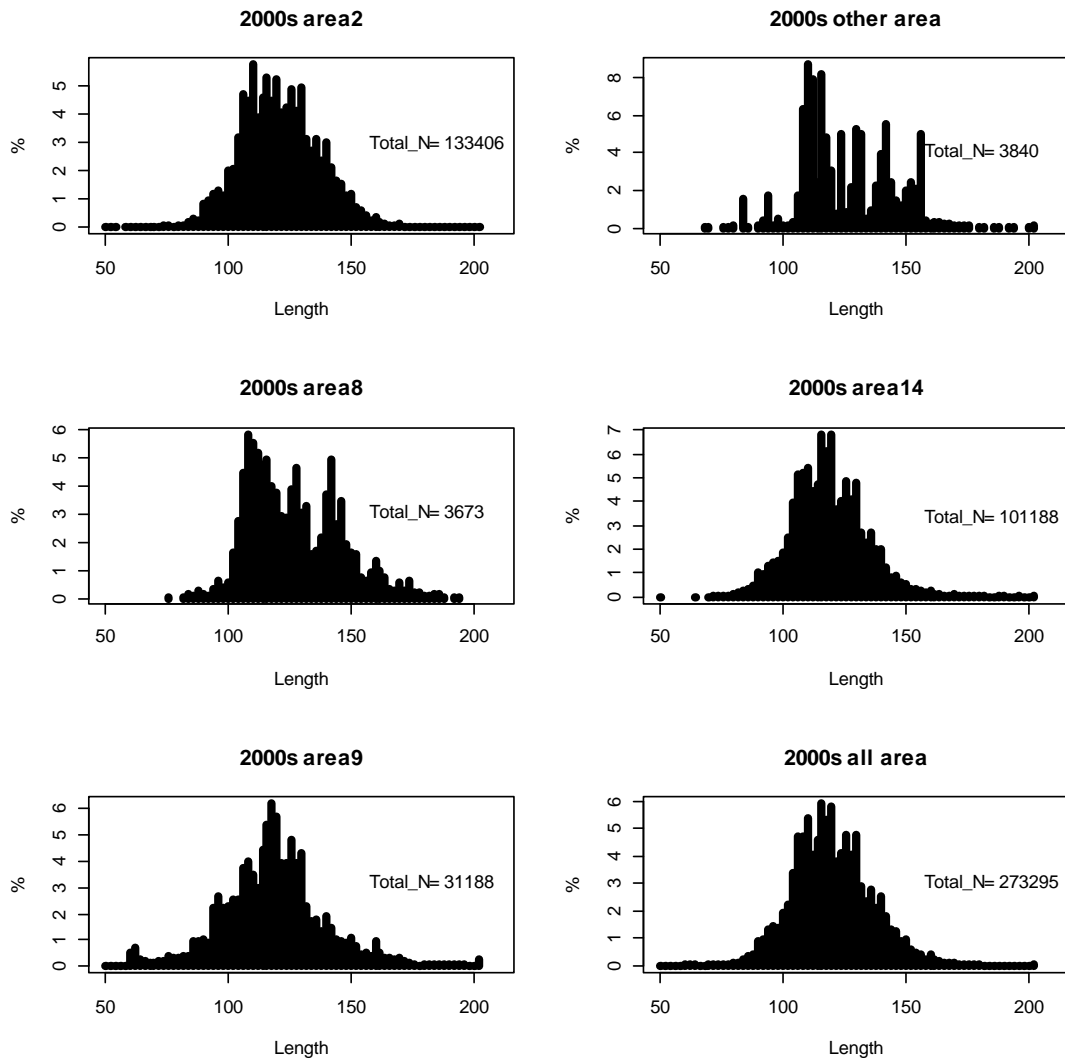 2000s area2
%
0 1 2 3 4 5
Total_N= 133406
50 100 150 200
Length
2000s other area
%
0 2 4 6 8
Total_N= 3840
50 100 150 200
Length
2000s area8
%
0 1 2 3 4 5 6
Total_N= 3673
50 100 150 200
Length
2000s area14
%
0 1 2 3 4 5 6 7
Total_N= 101188
50 100 150 200
Length
2000s area9
%
0 1 2 3 4 5 6
Total_N= 31188
50 100 150 200
Length
2000s all area
%
0 1 2 3 4 5 6
Total_N= 273295
50 100 150 200
Length